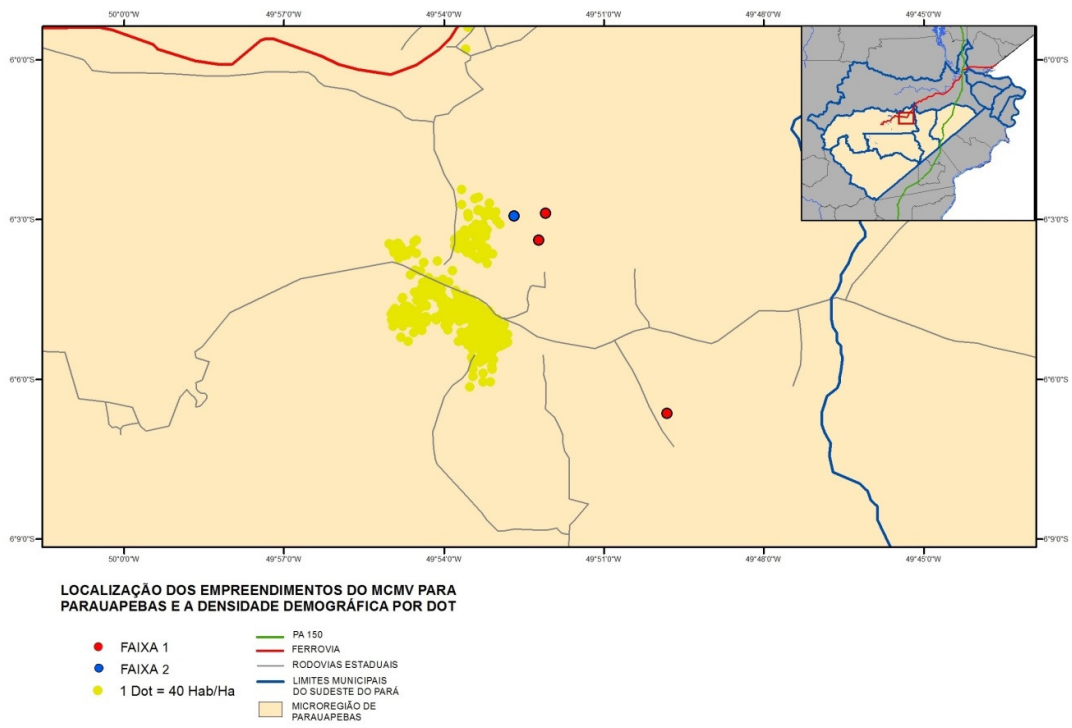 50°0'0"W 49°57'0"W 49°54'0"W 49°51'0"W 49°48'0"W 49°45'0"W
6°0'0"S 6°0'0"S
6°3'0"S 6°3'0"S
6°6'0"S 6°6'0"S
6°9'0"S 6°9'0"S
50°0'0"W 49°57'0"W 49°54'0"W 49°51'0"W 49°48'0"W 49°45'0"W
LOCALIZAÇÃO DOS EMPREENDIMENTOS DO MCMV PARA
PARAUAPEBAS E A DENSIDADE DEMOGRÁFICA POR DOT
FAIXA 1
FAIXA 2
1 Dot = 40 Hab/Ha
PA 150
FERROVIA
RODOVIAS ESTADUAIS
LIMITES MUNICIPAIS
DO SUDESTE DO PARÁ
MICROREGIÃO DE
PARAUAPEBAS